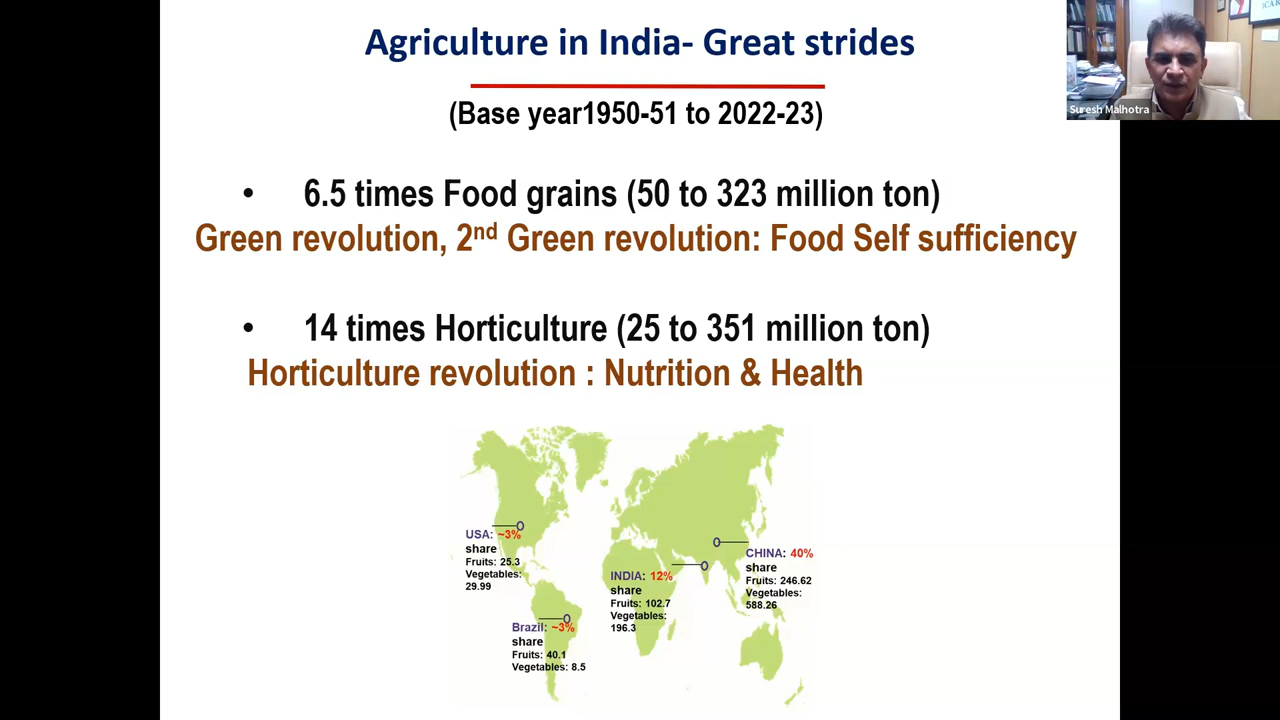 Agriculture in India- Great strides
(Base year1950-51 to 2022-23)
• 6.5 times Food grains (50 to 323 million ton)
Green revolution, 2nd Green revolution: Food Self sufficiency
• 14 times Horticulture (25 to 351 million ton)
Horticulture revolution : Nutrition & Health
USA: ~3%
share
Fruits: 25.3
Vegetables:
29.99
Brazil: ~3%
share
Fruits: 40.1
Vegetables: 8.5
INDIA: 12%
share
Fruits: 102.7
Vegetables:
196.3
CHINA: 40%
share
Fruits: 246.62
Vegetables:
588.26
Suresh Malhotra